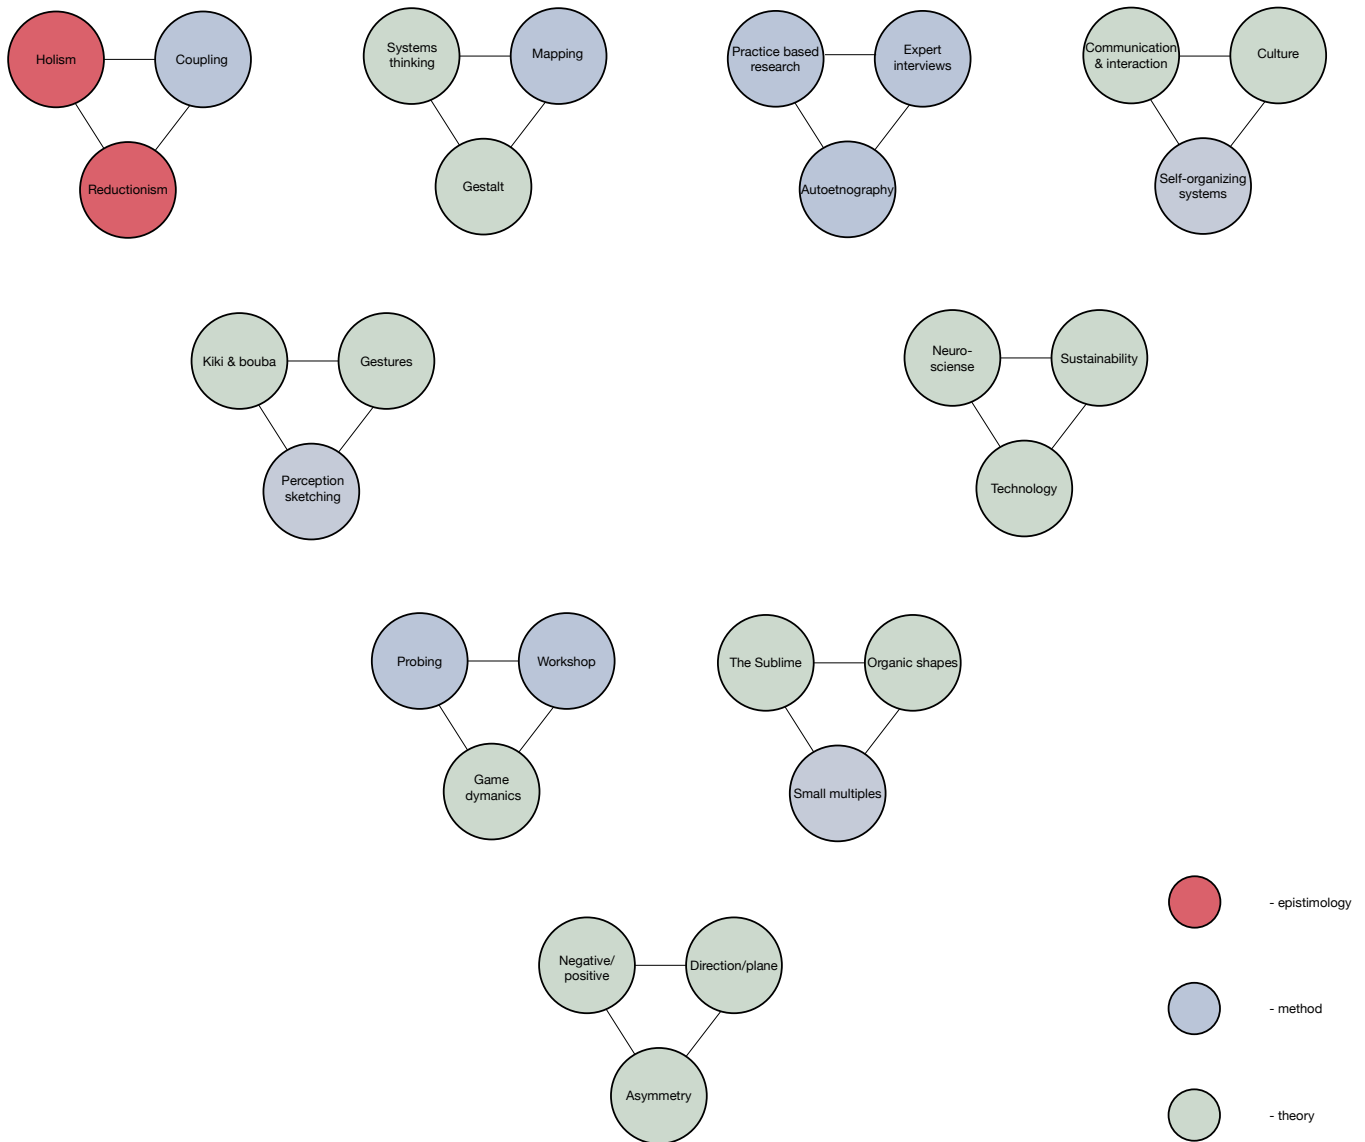 Holism
Coupling
Reductionism
Systems
thinking
Mapping
Gestalt
Practice based
research
Expert
interviews
Autoetnography
Communication
& interaction
Culture
Self-organizing
systems
Kiki & bouba
Gestures
Perception
sketching
Neuro-
sciense
Sustainability
Technology
Probing
Workshop
Game
dymanics
The Sublime
Organic shapes
Small multiples
Negative/
positive
Direction/plane
Asymmetry
- epistimology
- method
- theory